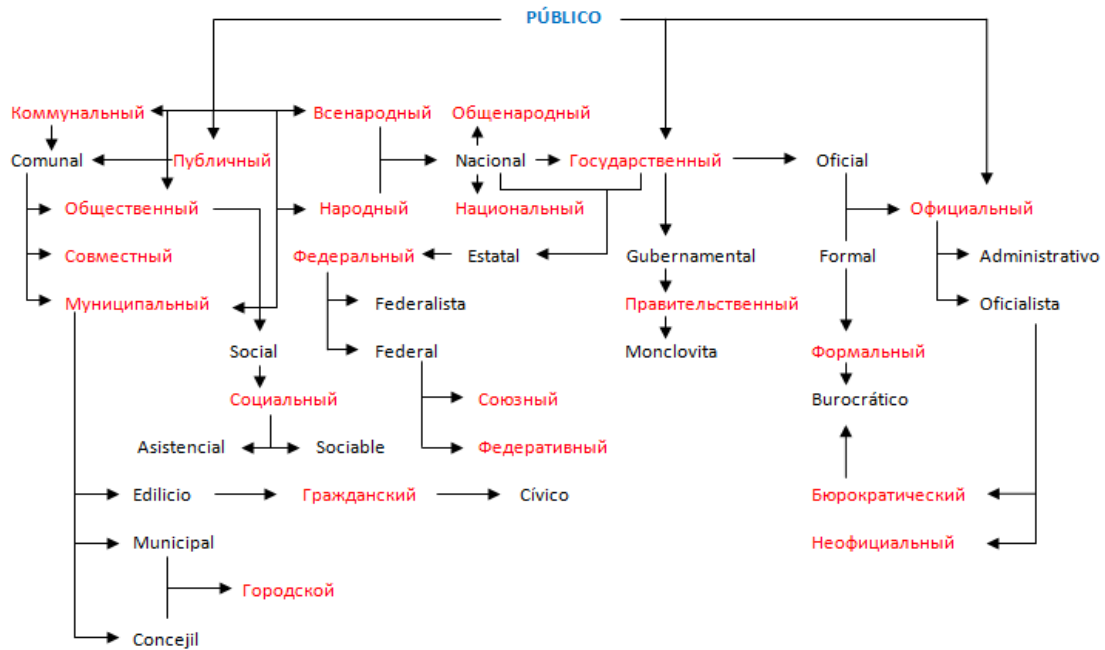 PÚBLICO
Коммунальный Всенародный Общенародный
Comunal Публичный Nacional Государственный Oficial
Общественный Народный Национальный Официальный
Совместный Федеральный Estatal Gubernamental Formal Administrativo
Муниципальный Federalista Правительственный Oficialista
Social Federal Monclovita Формальный
Социальный Союзный Burocrático
Asistencial Sociable Федеративный
Edilicio Гражданский Cívico Бюрократический
Municipal Неофициальный
Городской
Concejil